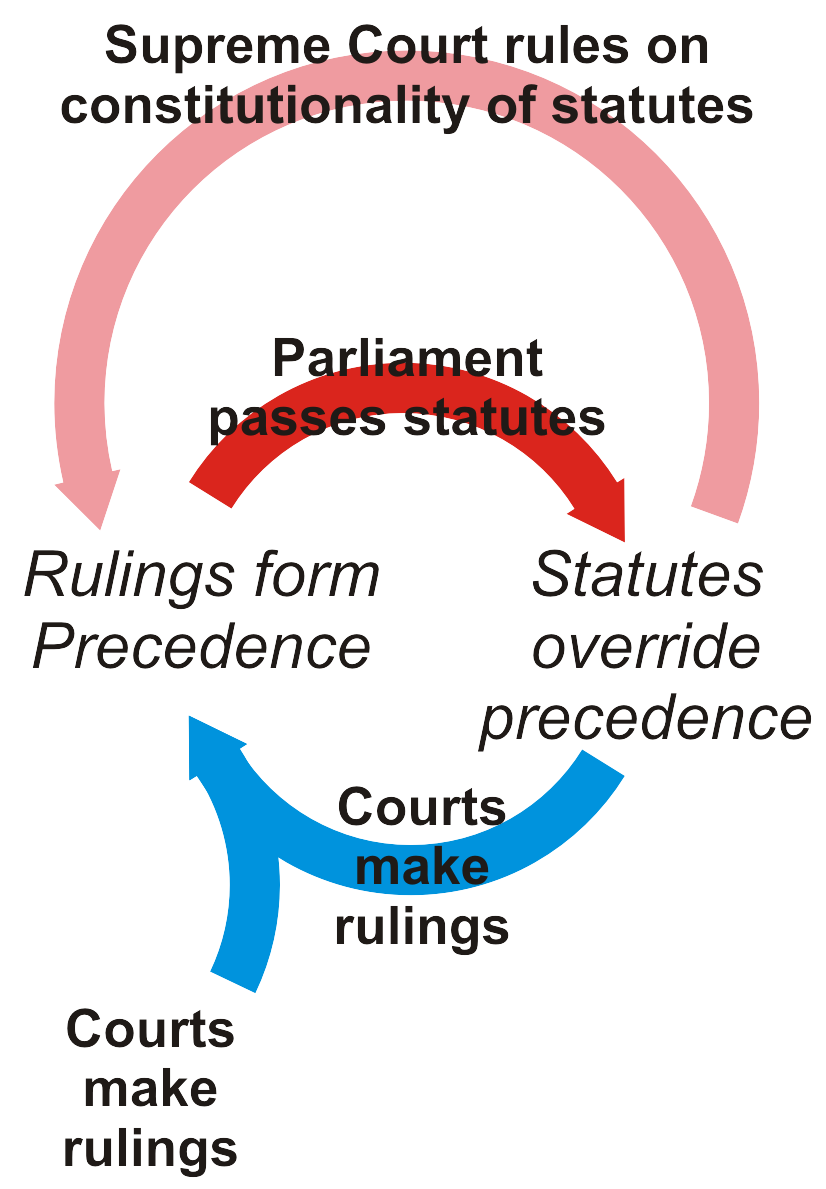 Supreme Court rules on
constitutionality of statutes
Parliament
passes statutes
Rulings form
Precedence
Statutes
override
precedence
Courts
make
rulings
Courts
make
rulings